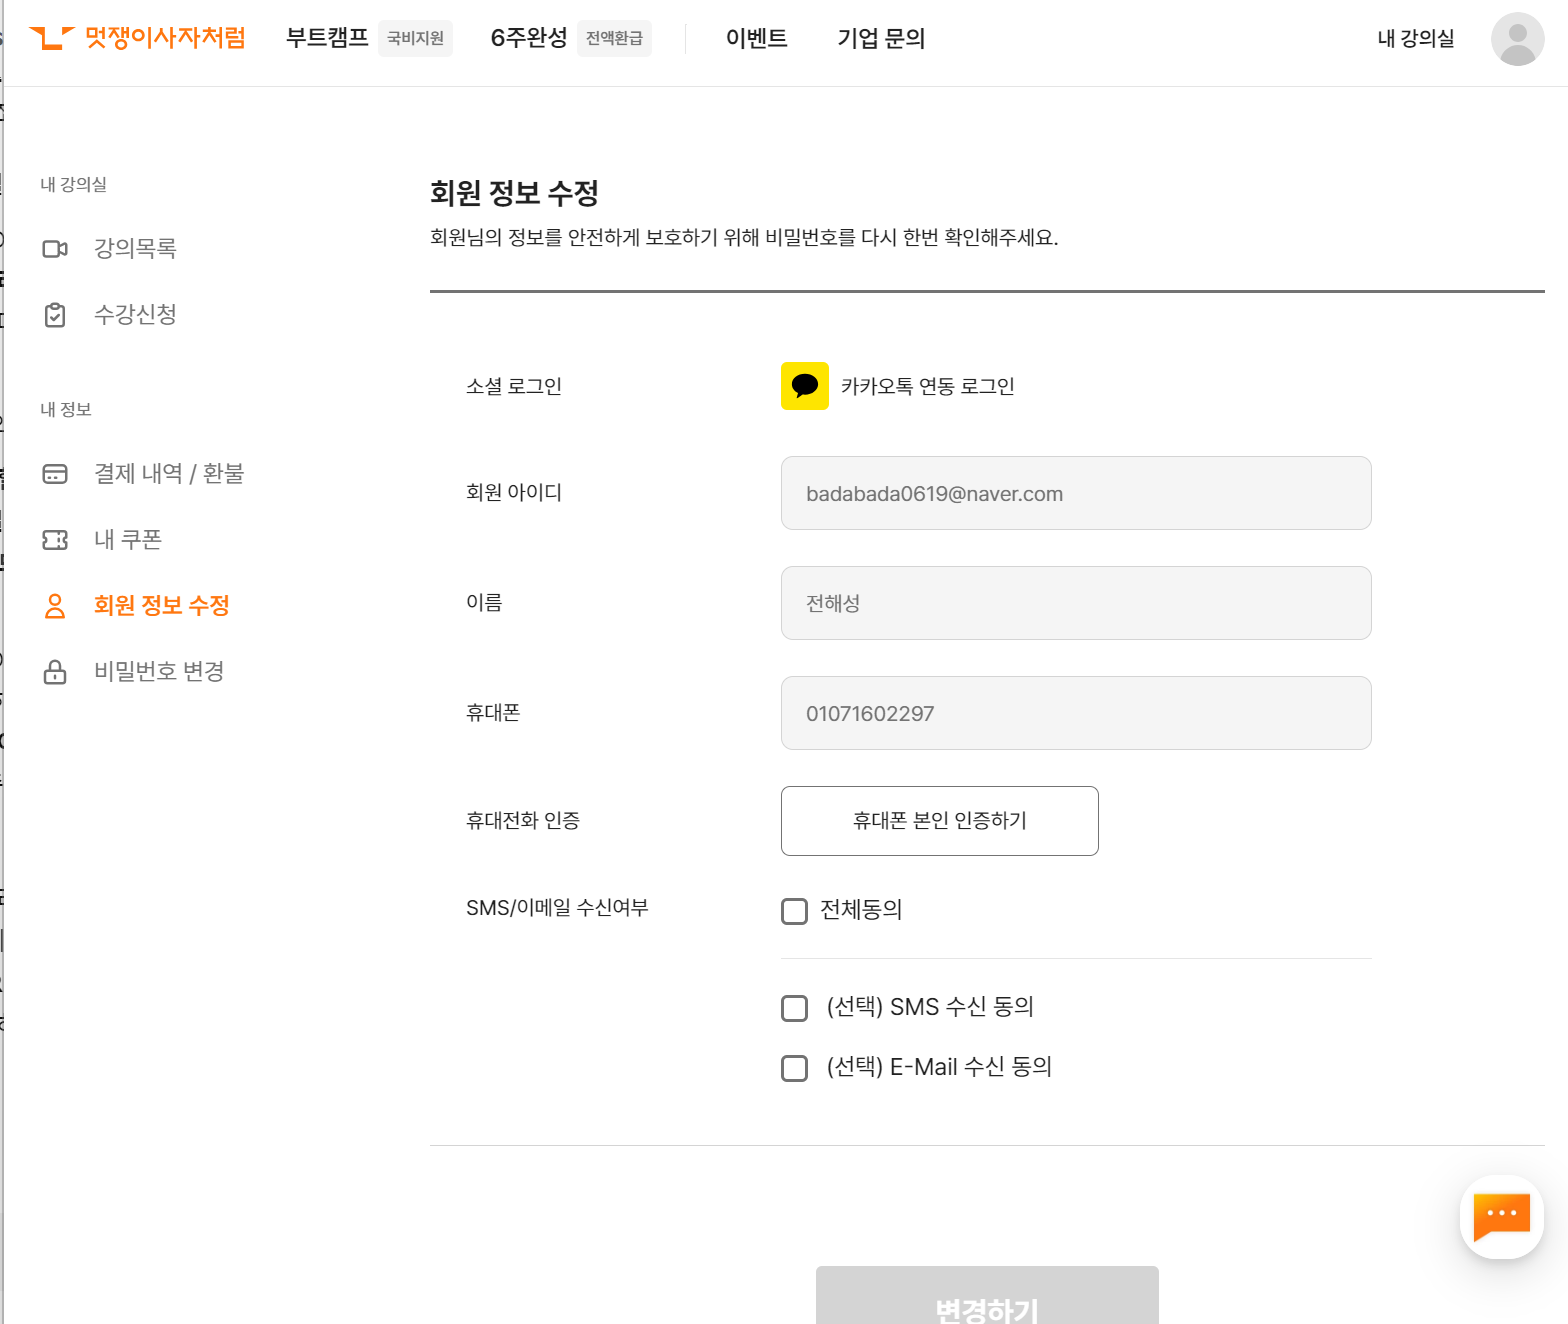 멋쟁이사자처럼
부트캠프 국비지원
6주완성 전액환급
이벤트
기업 문의
내 강의실
내 강의실
강의목록
수강신청
내 정보
결제 내역 / 환불
내 쿠폰
회원 정보 수정
비밀번호 변경
회원 정보 수정
회원님의 정보를 안전하게 보호하기 위해 비밀번호를 다시 한번 확인해주세요.
소셜 로그인
카카오톡 연동 로그인
회원 아이디
badabada0619@naver.com
이름
전해성
휴대폰
01071602297
휴대전화 인증
휴대폰 본인 인증하기
SMS/이메일 수신여부
전체동의
(선택) SMS 수신 동의
(선택) E-Mail 수신 동의
변경하기